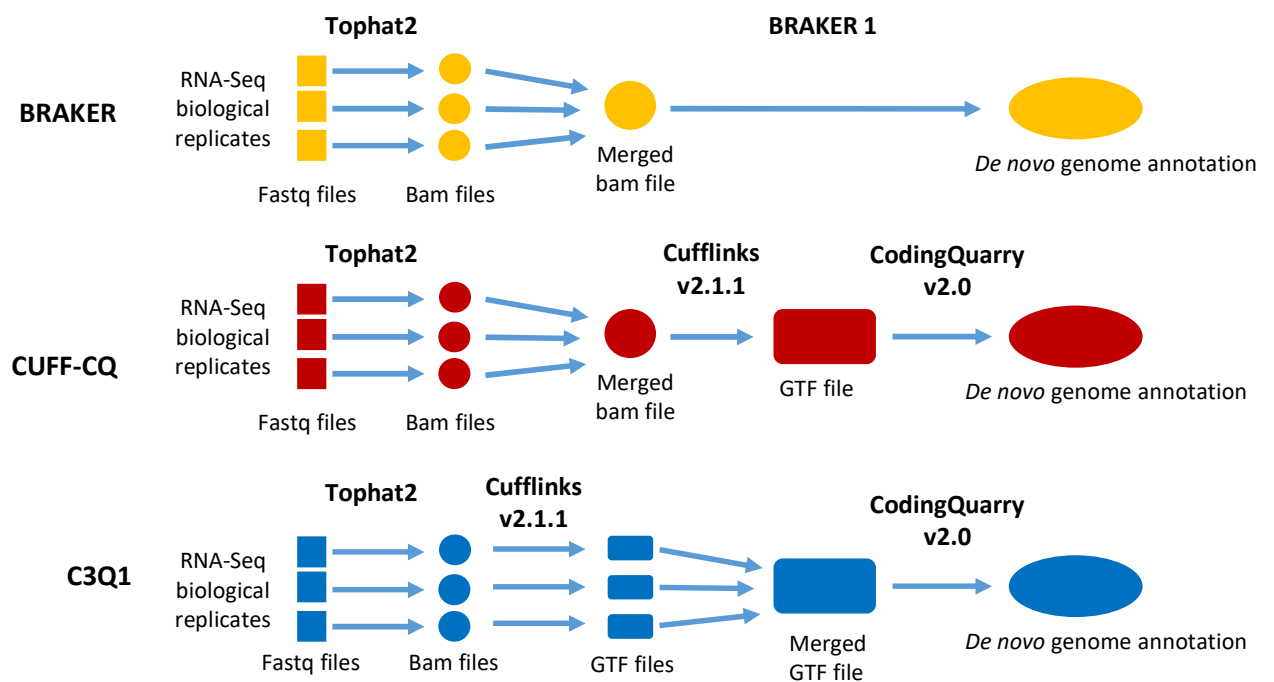 Tophat2
BRAKER 1
BRAKER
RNA-Seq
biological
replicates
Fastq files
Bam files
Merged
bam file
De novo genome annotation
Tophat2
Cufflinks
v2.1.1
CodingQuarry
v2.0
CUFF-CQ
RNA-Seq
biological
replicates
Fastq files
Bam files
Merged
bam file
GTF file
De novo genome annotation
Tophat2
Cufflinks
v2.1.1
CodingQuarry
v2.0
C3Q1
RNA-Seq
biological
replicates
Fastq files
Bam files
GTF files
Merged
GTF file
De novo genome annotation